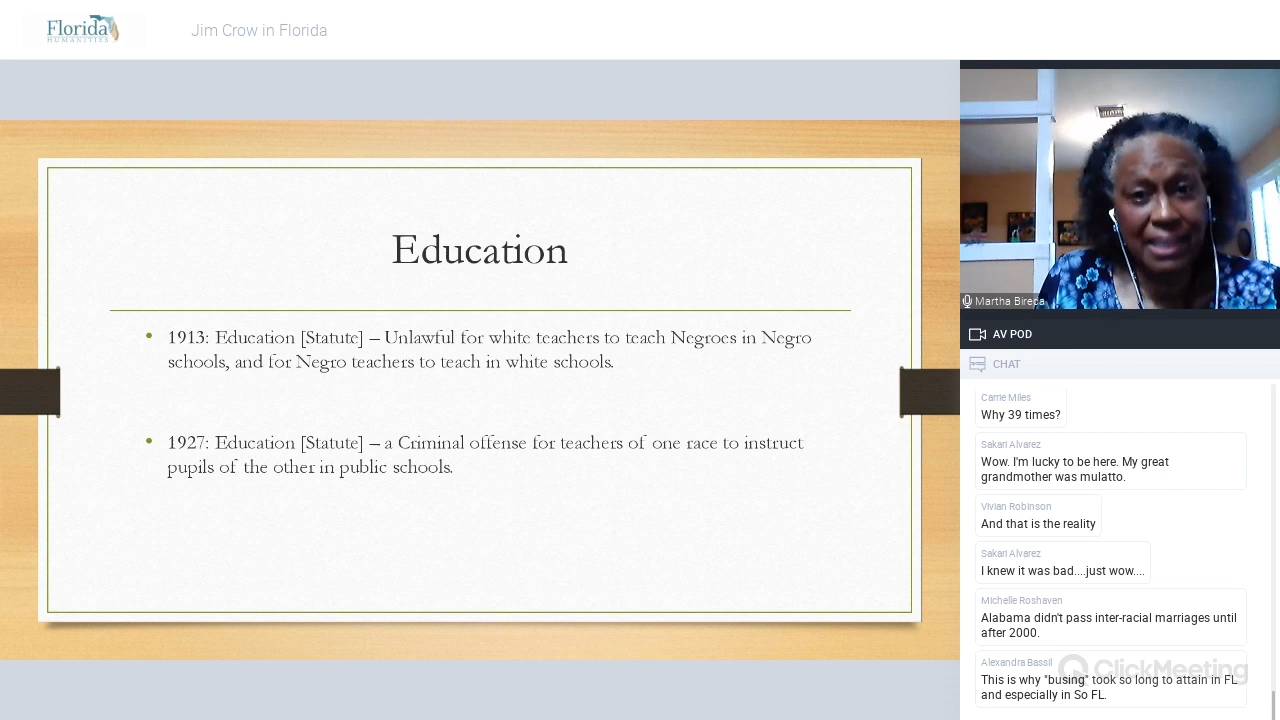 Florida
HUMANITIES
Jim Crow in Florida
Education
• 1913: Education [Statute] – Unlawful for white teachers to teach Negroes in Negro
schools, and for Negro teachers to teach in white schools.
• 1927: Education [Statute] – a Criminal offense for teachers of one race to instruct
pupils of the other in public schools.
Martha Bireda
AV POD
CHAT
Carrie Miles
Why 39 times?
Sakari Alvarez
Wow. I'm lucky to be here. My great
grandmother was mulatto.
Vivian Robinson
And that is the reality
Sakari Alvarez
I knew it was bad....just wow....
Michelle Roshaven
Alabama didn't pass inter-racial marriages until
after 2000.
Alexandra Bassil
ClickMeeting
This is why "busing" took so long to attain in FL
and especially in So FL.